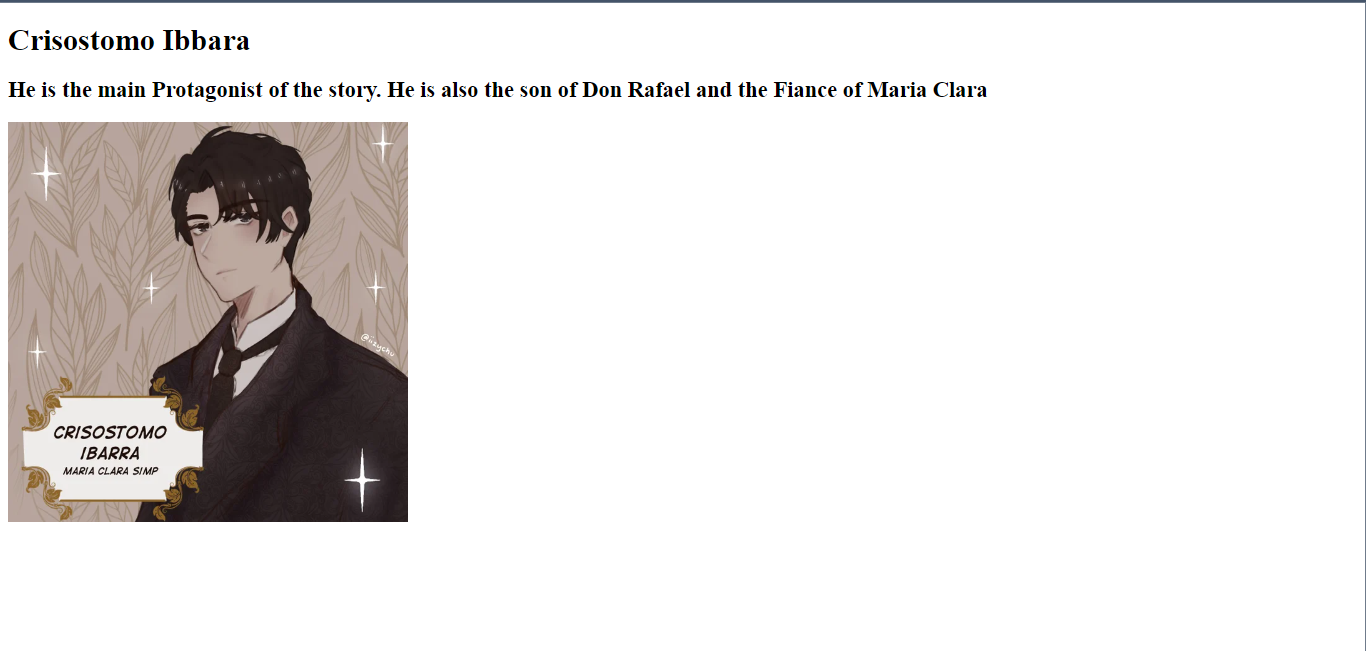 Crisostomo Ibbara
He is the main Protagonist of the story. He is also the son of Don Rafael and the Fiance of Maria Clara
@iizychu
CRISOSTOMO
IBARRA
MARIA CLARA SIMP